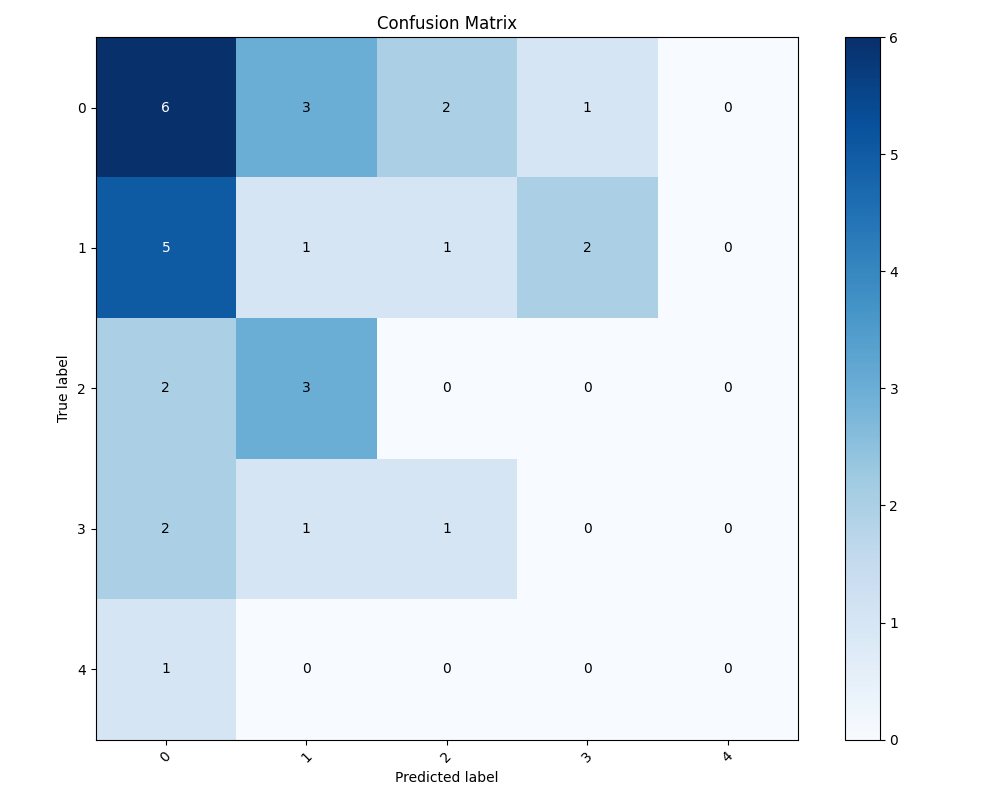 Confusion Matrix
0 6 3 2 1 0
1 5 1 1 2 0
2 2 3 0 0 0
3 2 1 1 0 0
4 1 0 0 0 0
0 1 2 3 4
True label
Predicted label
6
5
4
3
2
1
0